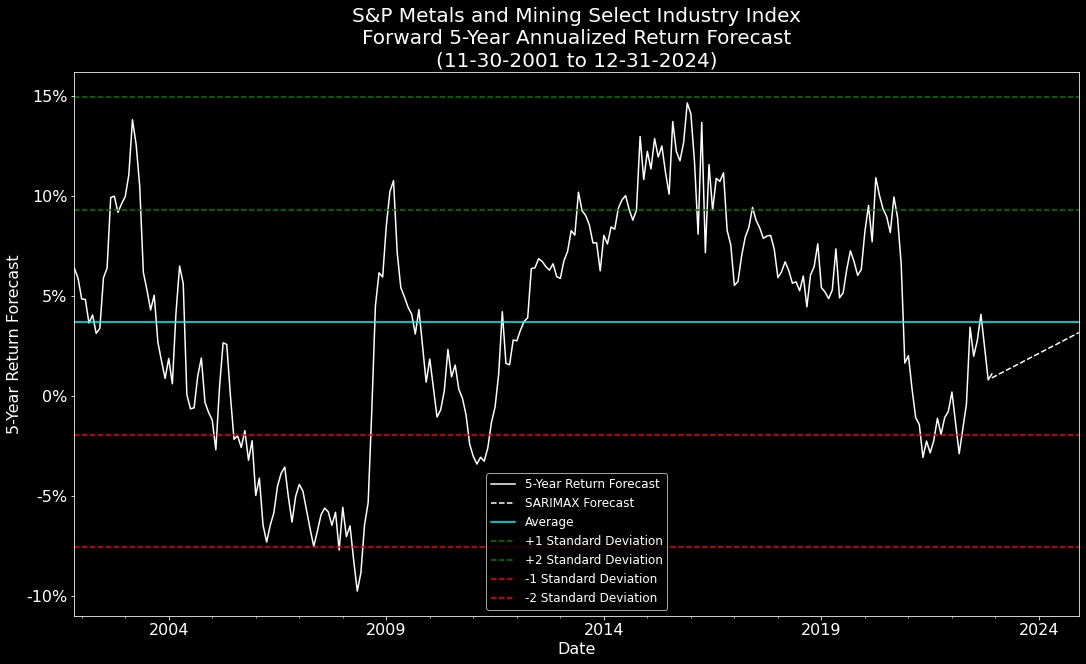 S&P Metals and Mining Select Industry Index
Forward 5-Year Annualized Return Forecast
(11-30-2001 to 12-31-2024)
15%
10%
5%
0%
-5%
-10%
5-Year Return Forecast
5-Year Return Forecast
SARIMAX Forecast
Average
+1 Standard Deviation
+2 Standard Deviation
-1 Standard Deviation
-2 Standard Deviation
2004 2009 2014 2019 2024
Date